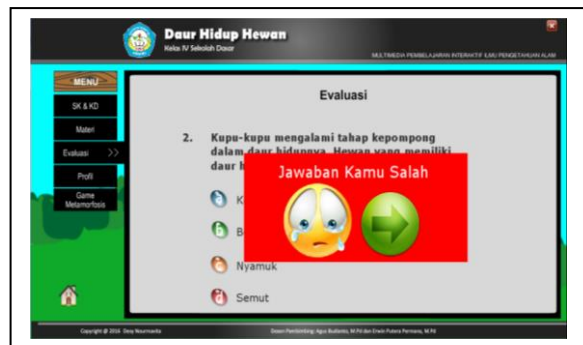 Daur Hidup Hewan
Kelas IV Sekolah Dasar
MULTIMEDIA PEMBELAJARAN INTERAKTIF ILMU PENGETAHUAN ALAM
MENU
SK & KD
Materi
Evaluasi >>
Profil
Game
Metamorfosis
Evaluasi
2. Kupu-kupu mengalami tahap kepompong
dalam daur hidupnya. Hewan yang memiliki
daur h
Jawaban Kamu Salah
a K
b B
c Nyamuk
d Semut
Copyright @ 2016 Desy Nourmavita
Dosen Pembimbing: Agus Budianto, M.Pd dan Erwin Putera Permana, M.Pd